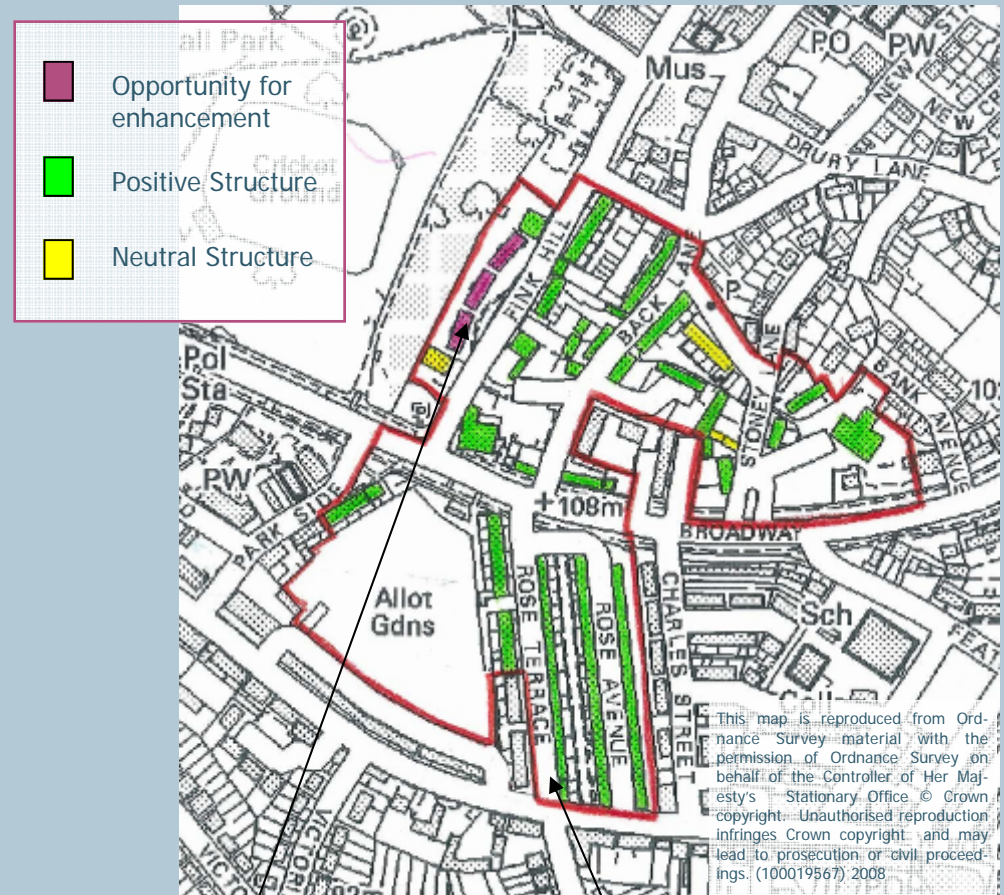 Opportunity for
enhancement
Positive Structure
Neutral Structure
all Park
Cricket
Ground
Mus
PO
PW
NEW
NEW
DRURY LANE
FINK HILL
BACK LANE
P
STONEY LANE
BANK AVENUE
10
Pol
Sta
PW
PARK SIDE
+108m
BROADWAY
Allot
Gdns
ROSE TERRACE
ROSE AVENUE
CHARLES STREET
Sch
FEAT
This map is reproduced from Ord-
nance Survey material with the
permission of Ordnance Survey on
behalf of the Controller of Her Maj-
esty's Stationary Office © Crown
copyright. Unauthorised reproduction
infringes Crown copyright and may
lead to prosecution or civil proceed-
ings. (100019567) 2008